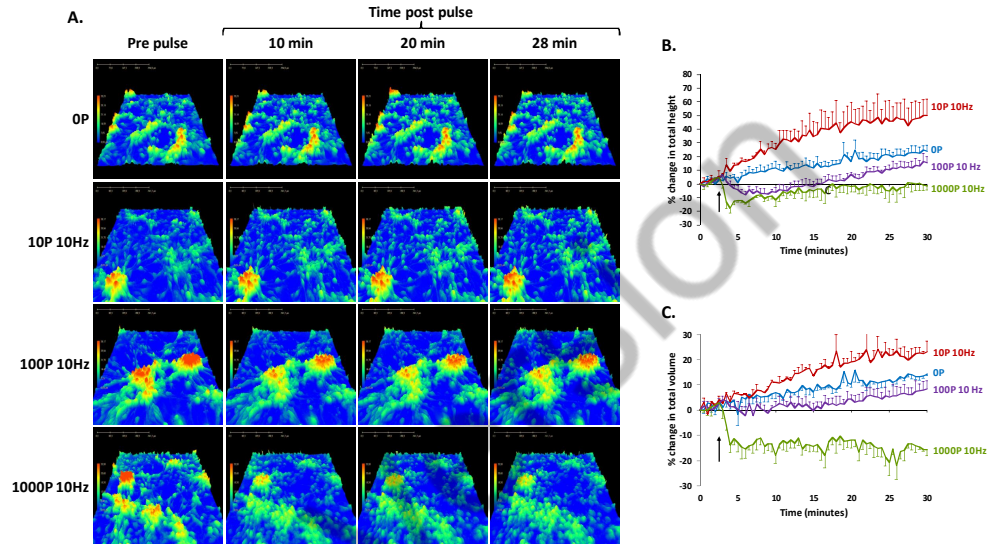 A.
Time post pulse
Pre pulse
10 min
20 min
28 min
0P
10P 10Hz
100P 10Hz
1000P 10Hz
B.
% change in total height
80
70
60
50
40
30
20
10
0
-10
-20
-30
0
5
10
15
20
25
30
Time (minutes)
10P 10Hz
0P
100P 10 Hz
1000P 10Hz
C
C.
% change in total volume
30
20
10
0
-10
-20
-30
0
5
10
15
20
25
30
Time (minutes)
10P 10Hz
0P
100P 10 Hz
1000P 10Hz
sion